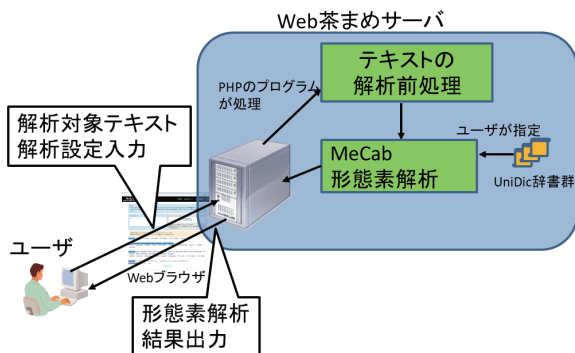 Web茶まめサーバ
テキストの
解析前処理
PHPのプログラム
が処理
解析対象テキスト
解析設定入力
ユーザが指定
MeCab
形態素解析
UniDic辞書群
ユーザ
Webブラウザ
形態素解析
結果出力